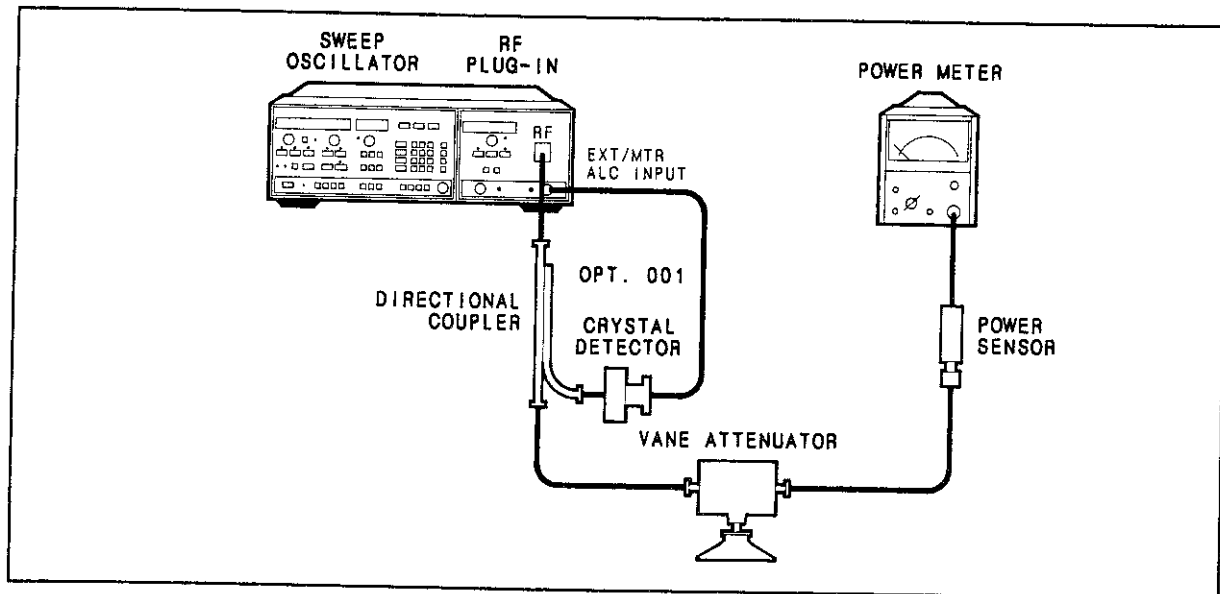 SWEEP
OSCILLATOR
RF
PLUG-IN
POWER METER
RF
EXT/MTR
ALC INPUT
OPT. 001
DIRECTIONAL
COUPLER
CRYSTAL
DETECTOR
POWER
SENSOR
VANE ATTENUATOR